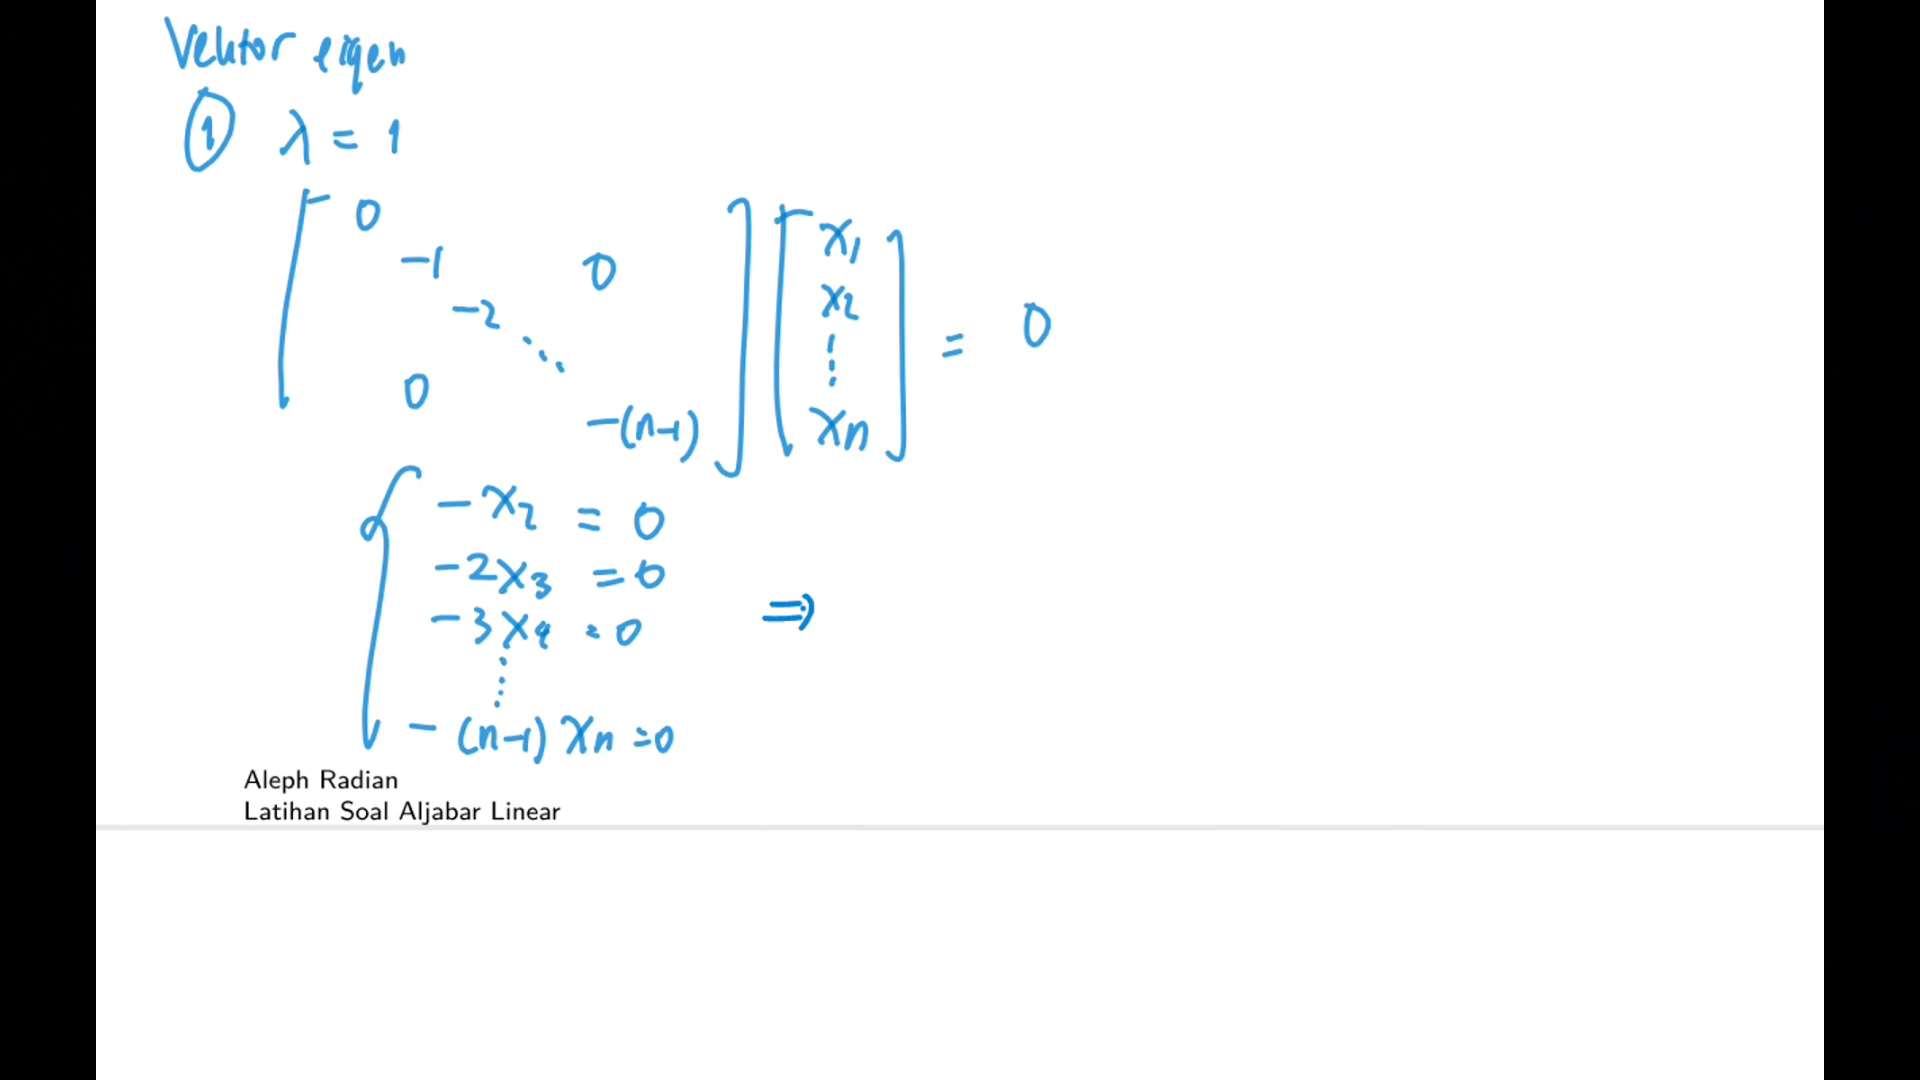 Vektor eigen
① λ = 1
[ 0 -1 -2 ⋱ -(n-1) 0 0 ] [ x₁ x₂ ⋮ xₙ ] = 0
{ -x₂ = 0
-2x₃ = 0
-3x₄ = 0 ⇒
⋮
-(n-1) xₙ = 0
Aleph Radian
Latihan Soal Aljabar Linear